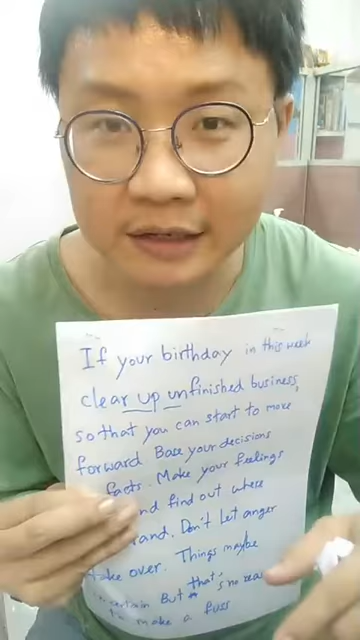 If your birthday in this week
clear up unfinished business,
so that you can start to move
forward Base your decisions
facts. Make your feelings
find out where
Don't let anger
take over. Things maybe
But that's no
to make a fuss